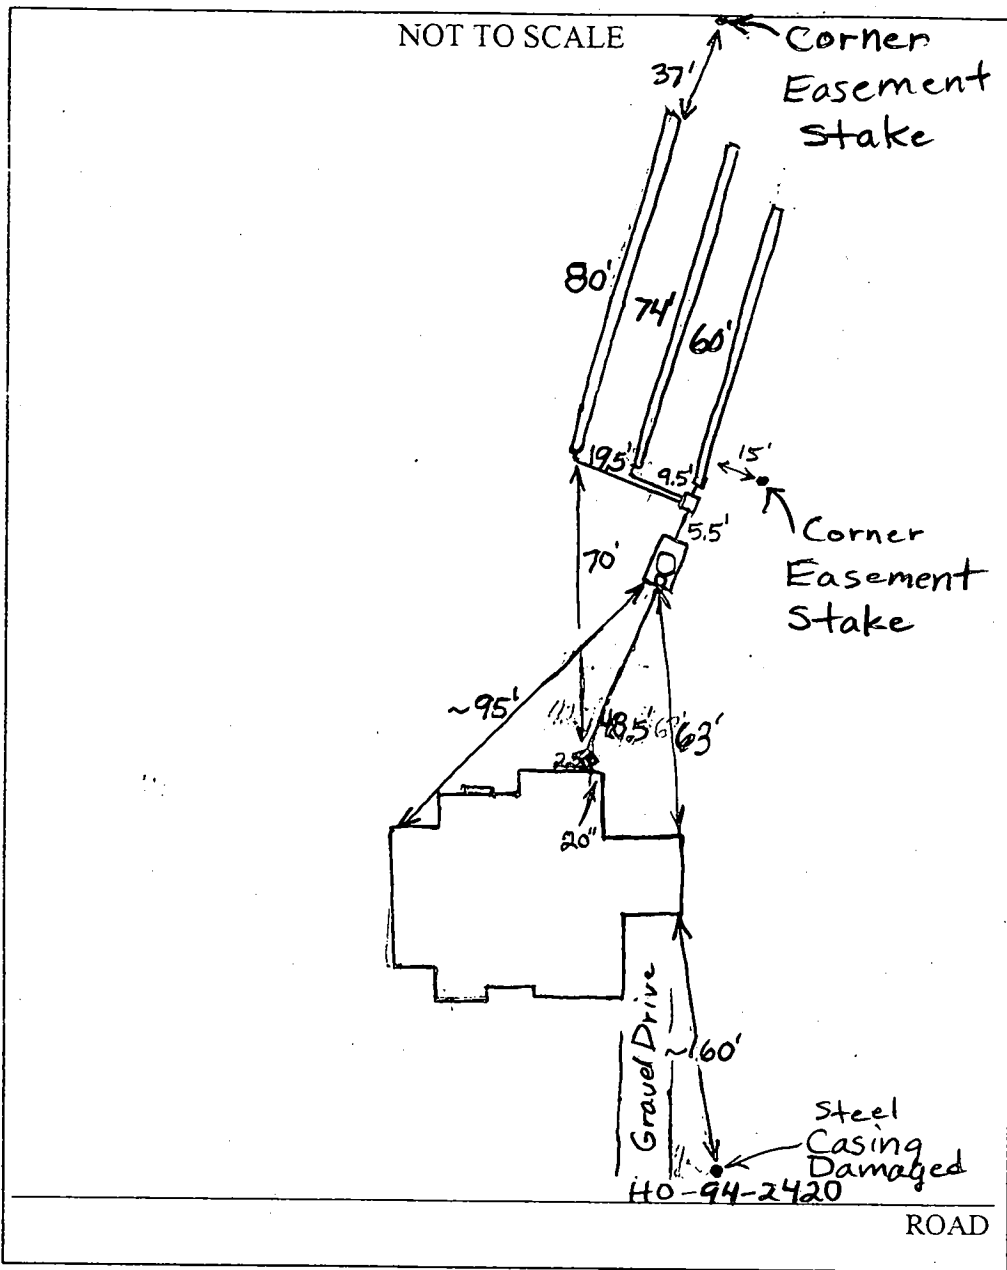 NOT TO SCALE
Corner
Easement
Stake
37'
80'
74'
60'
19.5'
9.5'
15'
5.5'
Corner
Easement
Stake
70'
~95'
48.5'
63'
20"
Gravel Drive
~60'
Steel
Casing
Damaged
HO-94-2420
ROAD